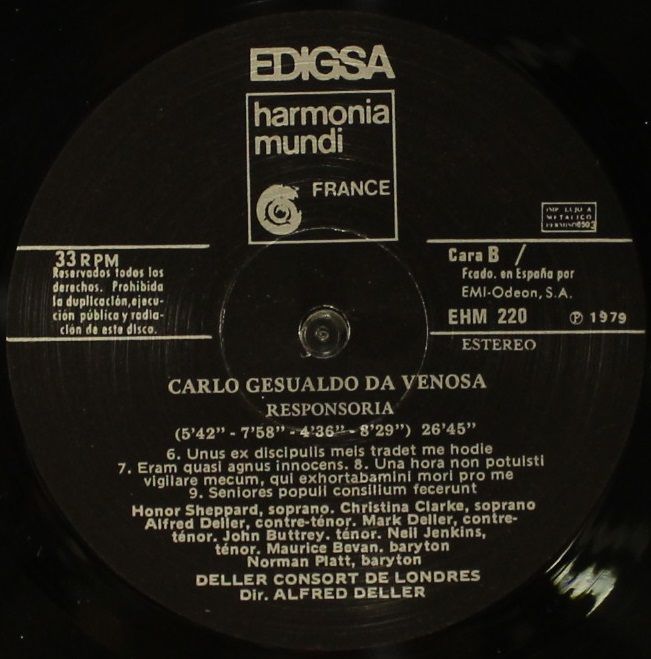 EDIGSA
harmonia
mundi
FRANCE
IMP. LUJO A
METALICO
PERMISO 8503
33 RPM
Reservados todos los
derechos. Prohibida
la duplicación, ejecu-
ción pública y radia-
ción de este disco.
Cara B /
Fcado. en España por
EMI-Odeon, S.A.
EHM 220 Ⓟ 1979
ESTEREO
CARLO GESUALDO DA VENOSA
RESPONSORIA
(5'42" - 7'58" - 4'36" - 8'29") 26'45"
6. Unus ex discipulis meis tradet me hodie
7. Eram quasi agnus innocens. 8. Una hora non potuisti
vigilare mecum, qui exhortabamini mori pro me
9. Seniores populi consilium fecerunt
Honor Sheppard, soprano. Christina Clarke, soprano
Alfred Deller, contre-ténor. Mark Deller, contre-
ténor. John Buttrey. ténor. Neil Jenkins,
ténor. Maurice Bevan. baryton
Norman Platt, baryton
DELLER CONSORT DE LONDRES
Dir. ALFRED DELLER